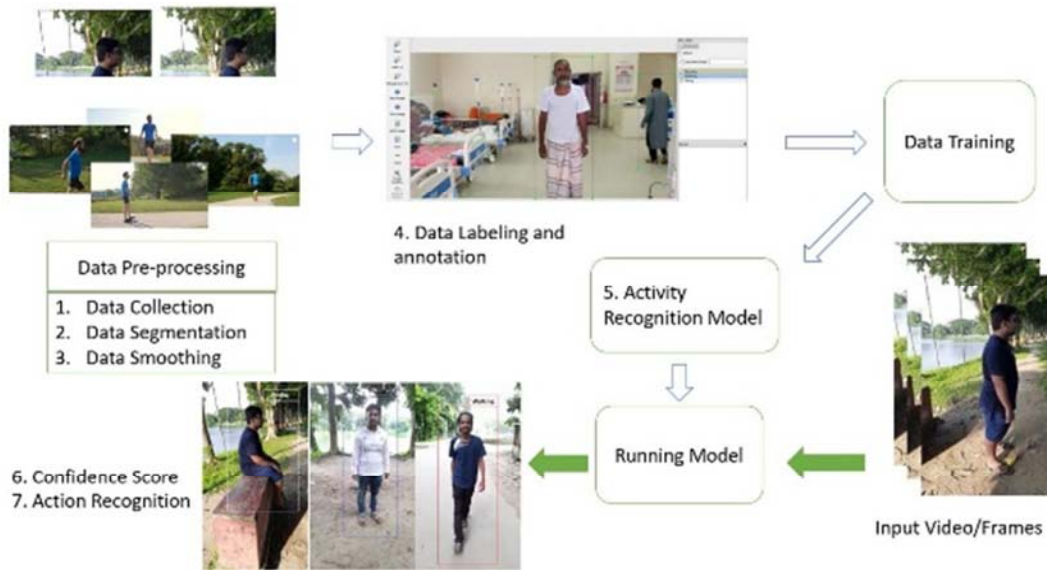 Data Training
4. Data Labeling and
annotation
Data Pre-processing
1. Data Collection
2. Data Segmentation
3. Data Smoothing
5. Activity
Recognition Model
Running Model
6. Confidence Score
7. Action Recognition
Input Video/Frames